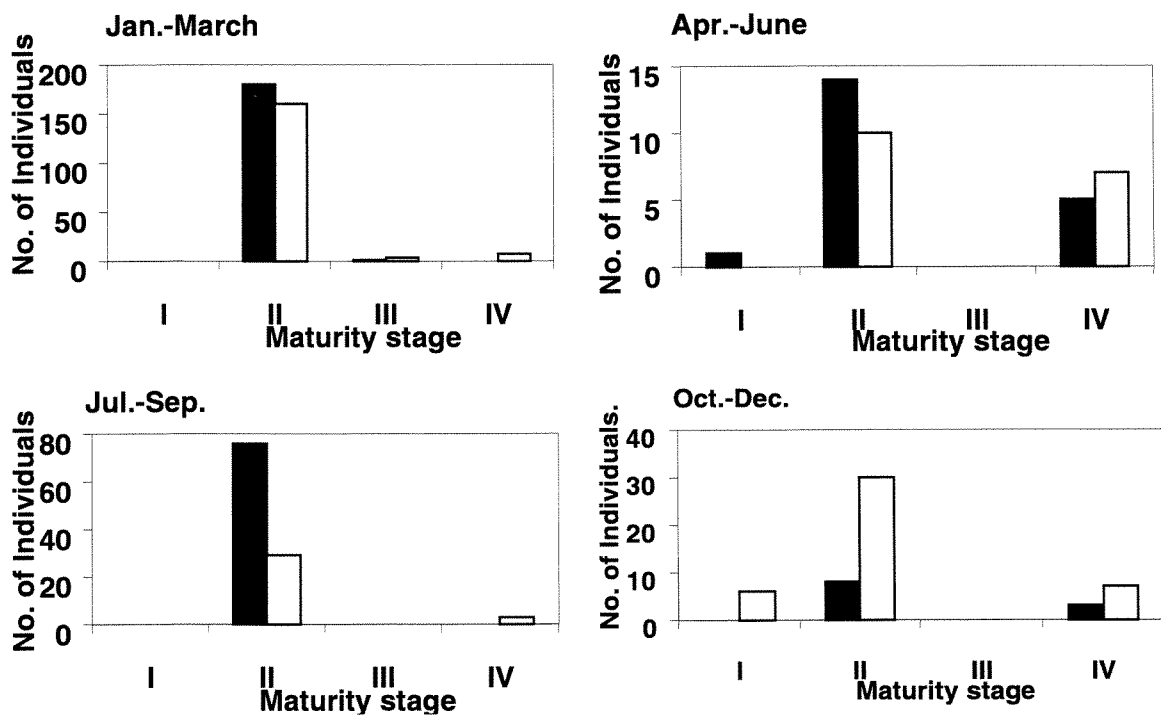 Jan.-March
No. of Individuals
200
150
100
50
0
I II III IV
Maturity stage
Apr.-June
No. of Individuals
15
10
5
0
I II III IV
Maturity stage
Jul.-Sep.
No. of Individuals
80
60
40
20
0
I II III IV
Maturity stage
Oct.-Dec.
No. of Individuals.
40
30
20
10
0
I II III IV
Maturity stage